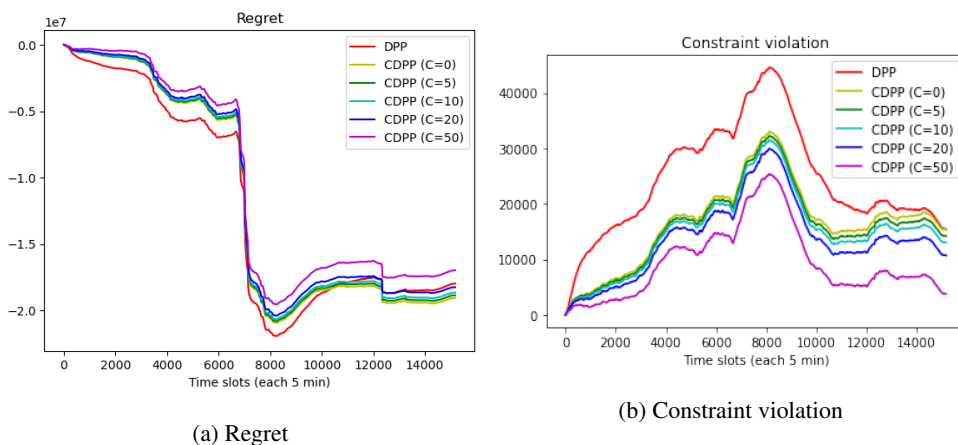 1e7
Regret
0.0
−0.5
−1.0
−1.5
−2.0
DPP
CDPP (C=0)
CDPP (C=5)
CDPP (C=10)
CDPP (C=20)
CDPP (C=50)
0 2000 4000 6000 8000 10000 12000 14000
Time slots (each 5 min)
(a) Regret
Constraint violation
40000
30000
20000
10000
0
DPP
CDPP (C=0)
CDPP (C=5)
CDPP (C=10)
CDPP (C=20)
CDPP (C=50)
0 2000 4000 6000 8000 10000 12000 14000
Time slots (each 5 min)
(b) Constraint violation